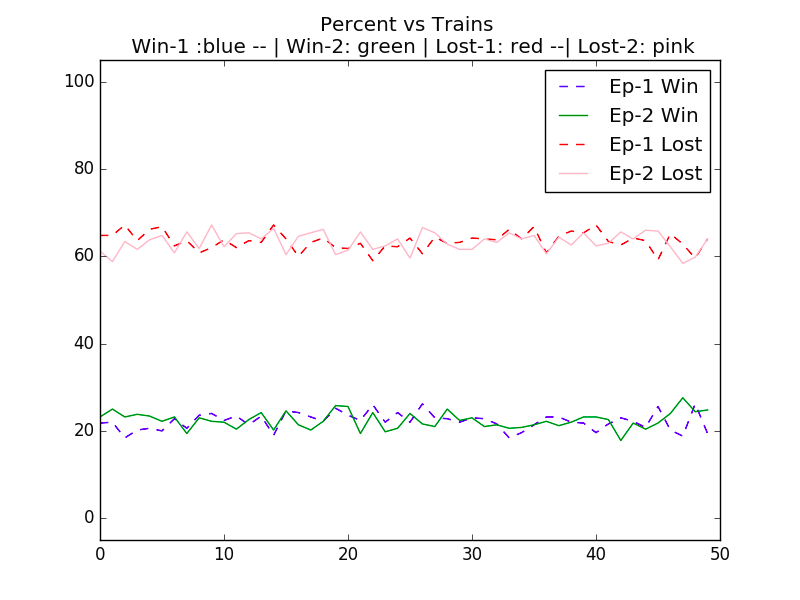 Percent vs Trains
Win-1 :blue -- | Win-2: green | Lost-1: red --| Lost-2: pink
Ep-1 Win
Ep-2 Win
Ep-1 Lost
Ep-2 Lost
100
80
60
40
20
0
0 10 20 30 40 50